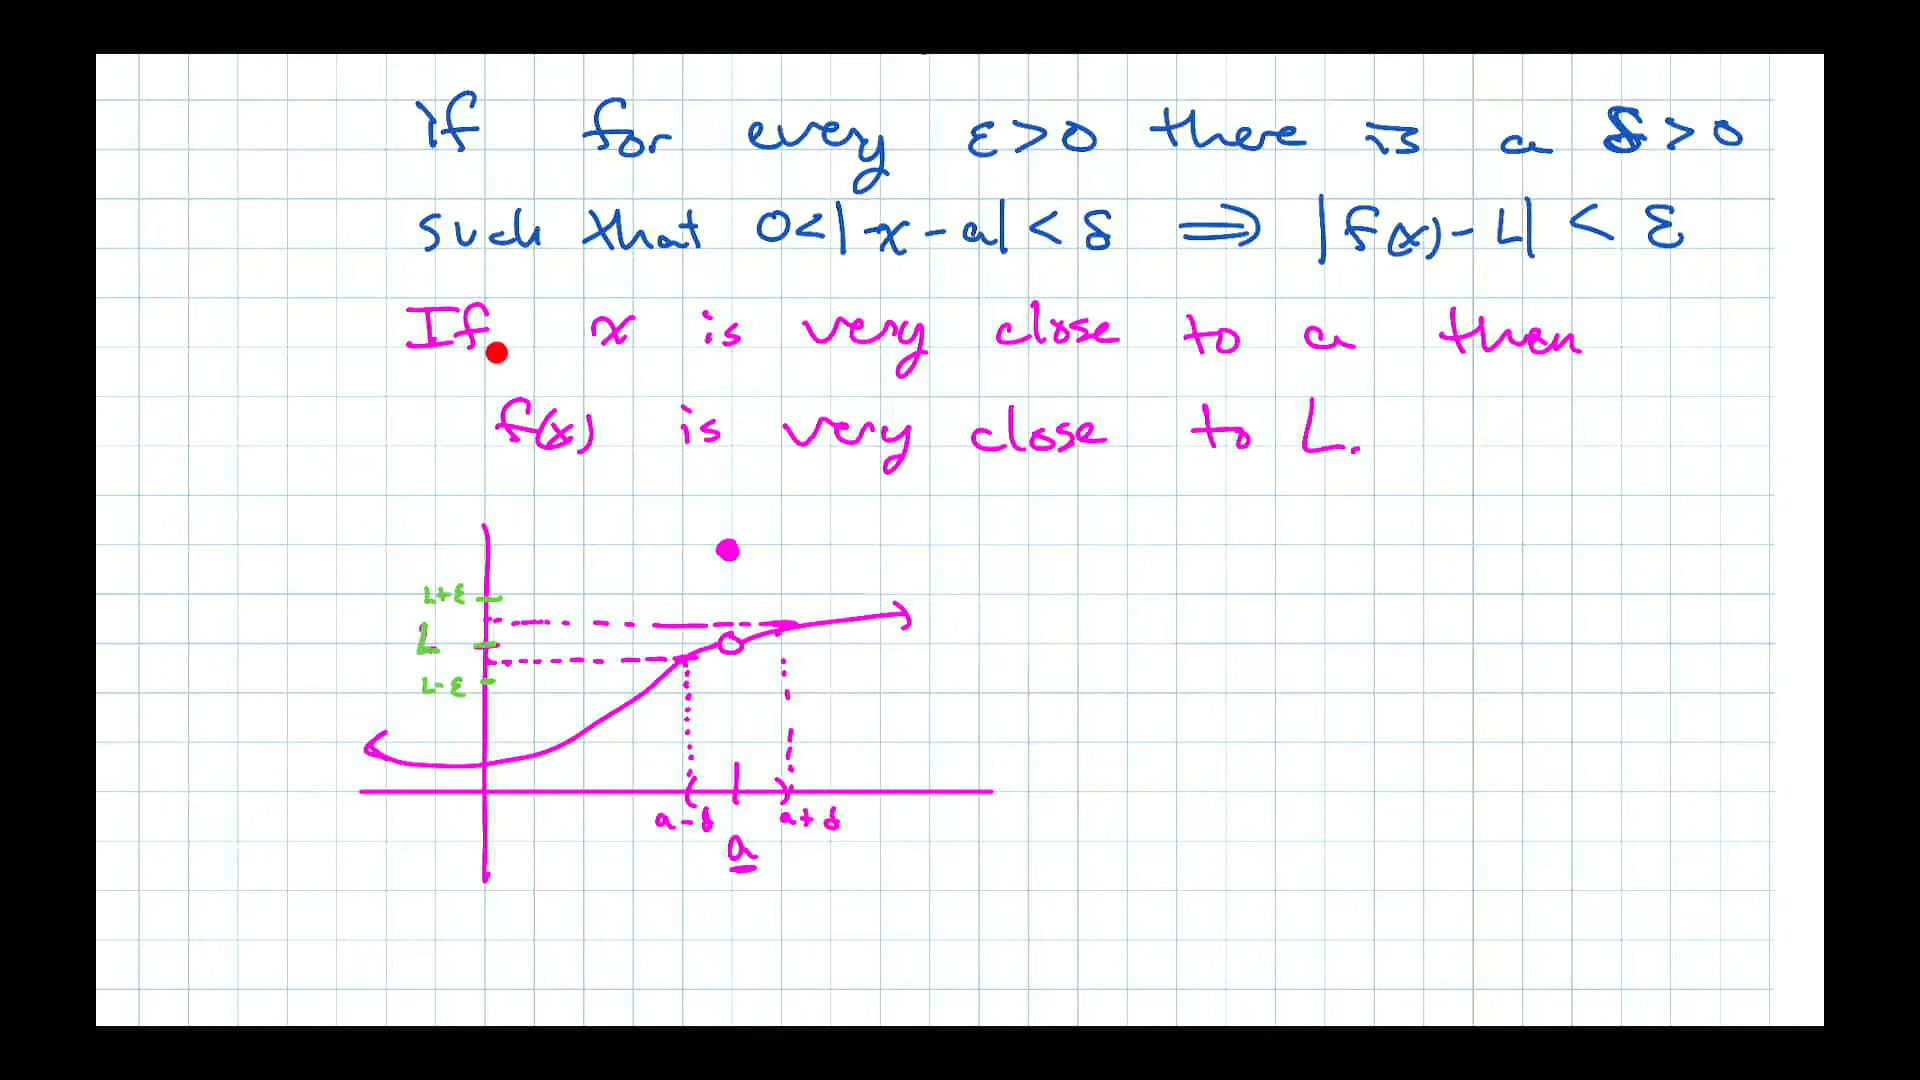 If for every ε>0 there is a δ>0
such that 0<|x-a|<δ ⟹ |f(x)-L| < ε
If x is very close to a then
f(x) is very close to L.
L+ε
L
L-ε
a-δ a+δ
a